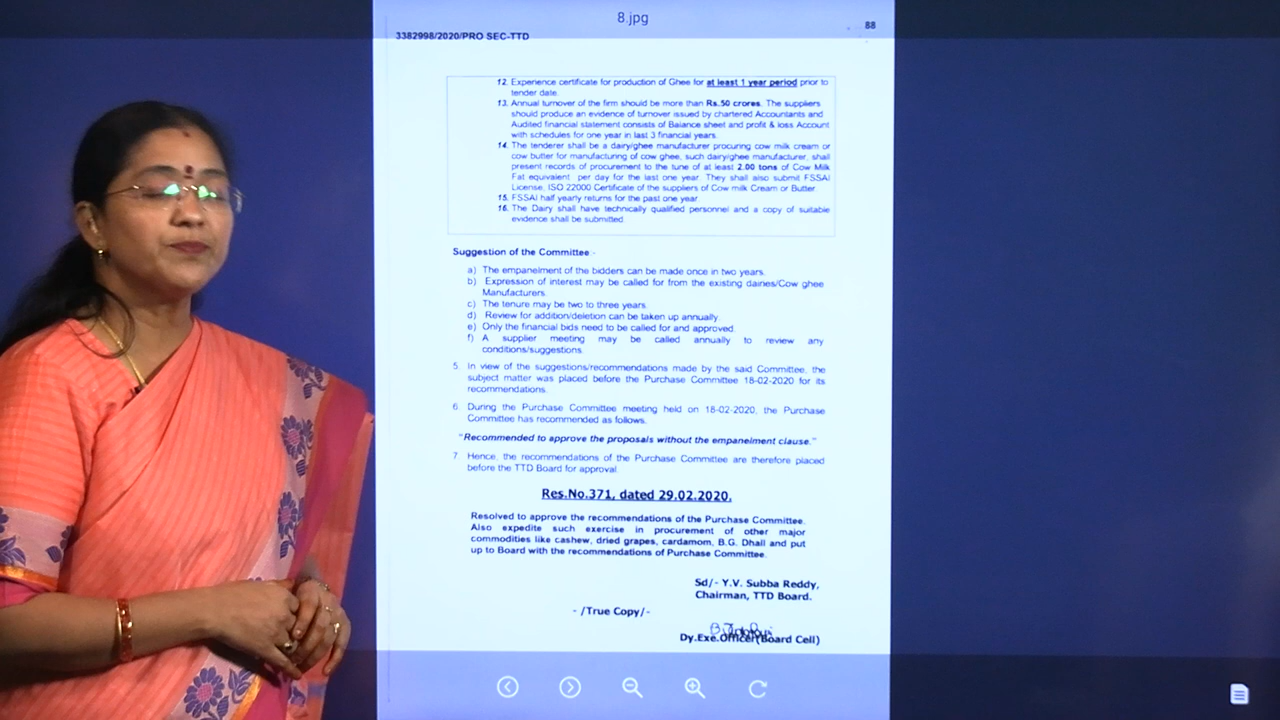 8.jpg
88
3382998/2020/PRO SEC-TTD
12. Experience certificate for production of Ghee for at least 1 year period prior to
tender date.
13. Annual turnover of the firm should be more than Rs.50 crores. The suppliers
should produce an evidence of turnover issued by chartered Accountants and
Audited financial statement consists of Balance sheet and profit & loss Account
with schedules for one year in last 3 financial years.
14. The tenderer shall be a dairy/ghee manufacturer procuring cow milk cream or
cow butter for manufacturing of cow ghee, such dairy/ghee manufacturer, shall
present records of procurement to the tune of at least 2.00 tons of Cow Milk
Fat equivalent per day for the last one year. They shall also submit FSSAI
License, ISO 22000 Certificate of the suppliers of Cow milk Cream or Butter.
15. FSSAI half yearly returns for the past one year
16. The Dairy shall have technically qualified personnel and a copy of suitable
evidence shall be submitted.
Suggestion of the Committee:-
a) The empanelment of the bidders can be made once in two years.
b) Expression of interest may be called for from the existing dairies/Cow ghee
Manufacturers.
c) The tenure may be two to three years.
d) Review for addition/deletion can be taken up annually.
e) Only the financial bids need to be called for and approved.
f) A supplier meeting may be called annually to review any
conditions/suggestions.
5. In view of the suggestions/recommendations made by the said Committee, the
subject matter was placed before the Purchase Committee 18-02-2020 for its
recommendations.
6. During the Purchase Committee meeting held on 18-02-2020, the Purchase
Committee has recommended as follows.
"Recommended to approve the proposals without the empanelment clause."
7. Hence, the recommendations of the Purchase Committee are therefore placed
before the TTD Board for approval.
Res.No.371, dated 29.02.2020.
Resolved to approve the recommendations of the Purchase Committee.
Also expedite such exercise in procurement of other major
commodities like cashew, dried grapes, cardamom, B.G. Dhall and put
up to Board with the recommendations of Purchase Committee.
Sd/- Y.V. Subba Reddy,
Chairman, TTD Board.
- /True Copy/-
Dy.Exe.Officer(Board Cell)